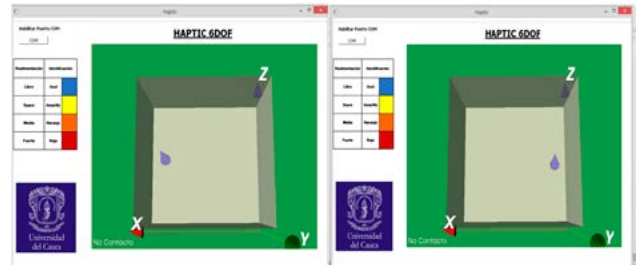 Haptic
Habilitar Puerto COM
COM
HAPTIC 6DOF
Realimentación Identificación
Libre Azul
Suave Amarillo
Media Naranja
Fuerte Rojo
Universidad
del Cauca
Z
X
Y
No Contacto
Haptic
Habilitar Puerto COM
COM
HAPTIC 6DOF
Realimentación Identificación
Libre Azul
Suave Amarillo
Media Naranja
Fuerte Rojo
Universidad
del Cauca
Z
X
Y
No Contacto